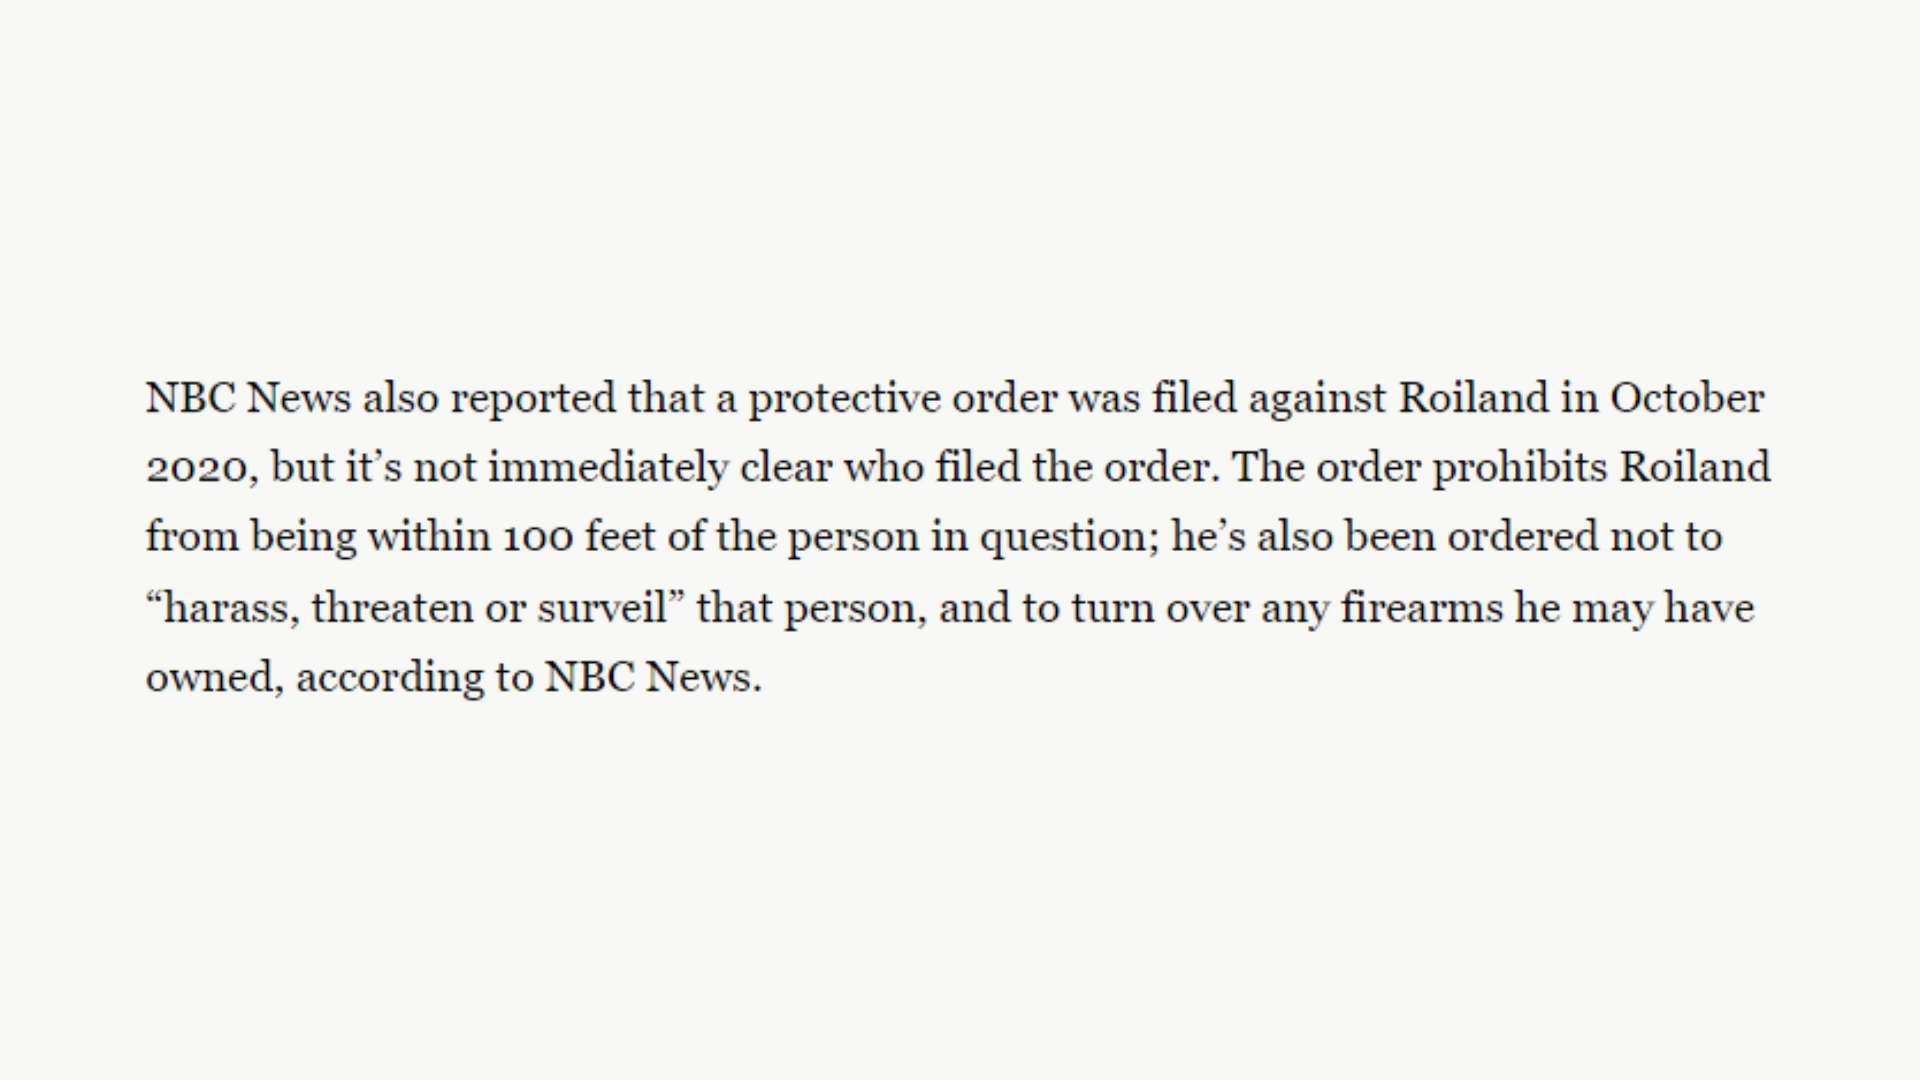 NBC News also reported that a protective order was filed against Roiland in October
2020, but it’s not immediately clear who filed the order. The order prohibits Roiland
from being within 100 feet of the person in question; he’s also been ordered not to
“harass, threaten or surveil” that person, and to turn over any firearms he may have
owned, according to NBC News.